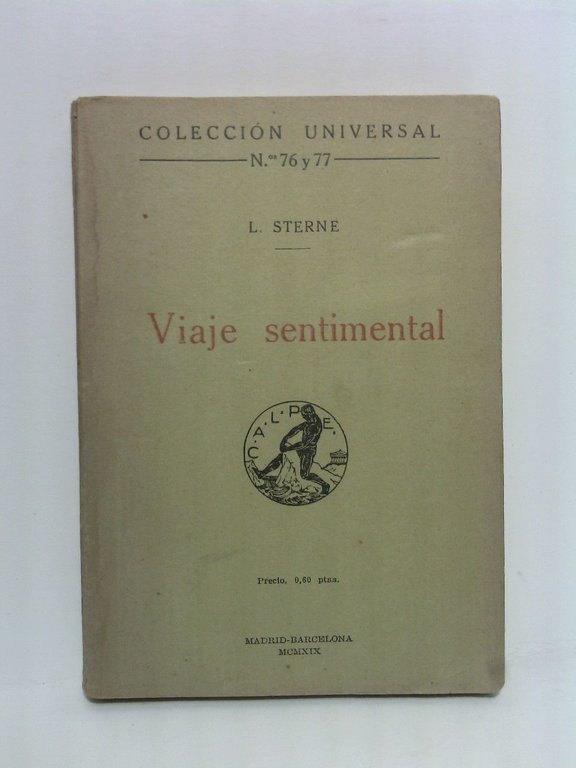 COLECCIÓN UNIVERSAL
N.os 76 y 77
L. STERNE
Viaje sentimental
C·A·L·P·E·
Precio, 0,60 ptas.
MADRID-BARCELONA
MCMXIX